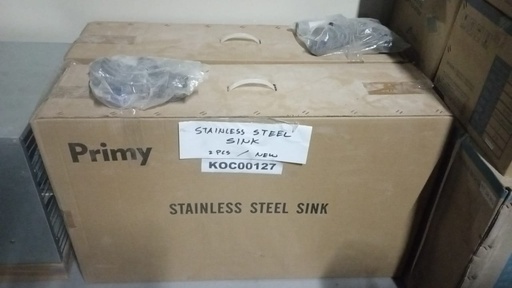 STAINLESS STEEL
SINK
2 PCS / NEW
KOC00127
Primy
STAINLESS STEEL SINK